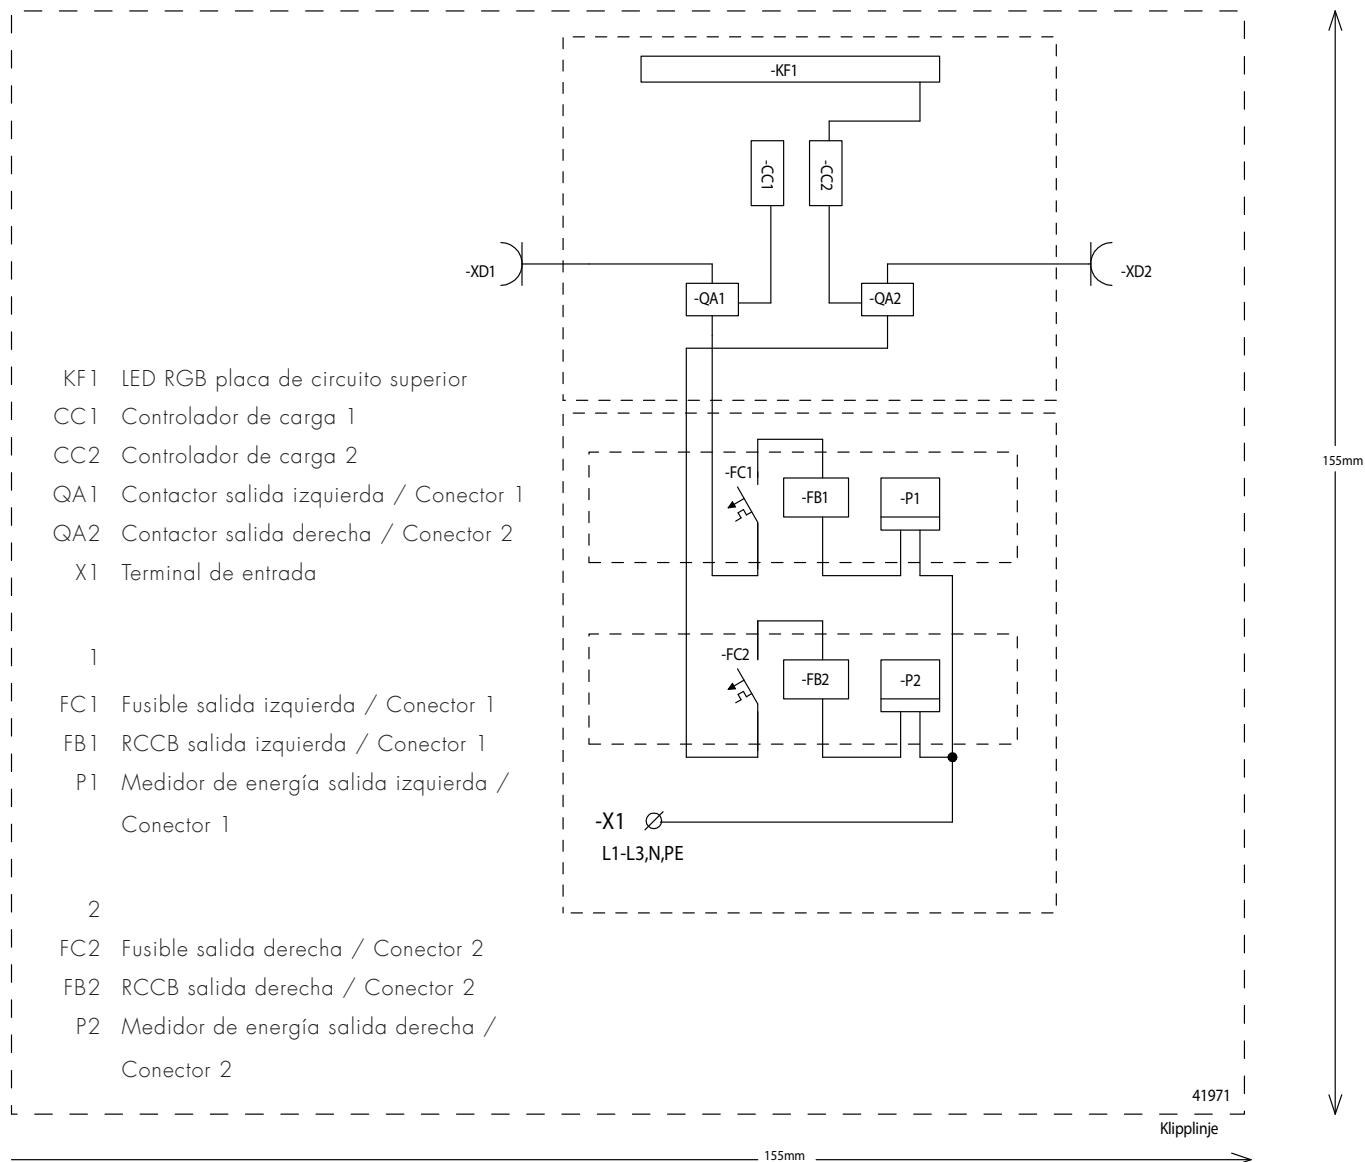 -KF1
-CC1
-CC2
-XD1
-XD2
-QA1
-QA2
KF1 LED RGB placa de circuito superior
CC1 Controlador de carga 1
CC2 Controlador de carga 2
QA1 Contactor salida izquierda / Conector 1
QA2 Contactor salida derecha / Conector 2
X1 Terminal de entrada
1
FC1 Fusible salida izquierda / Conector 1
FB1 RCCB salida izquierda / Conector 1
P1 Medidor de energía salida izquierda /
Conector 1
2
FC2 Fusible salida derecha / Conector 2
FB2 RCCB salida derecha / Conector 2
P2 Medidor de energía salida derecha /
Conector 2
-FC1
-FB1
-P1
-FC2
-FB2
-P2
-X1
L1-L3,N,PE
155mm
41971
Klipplinje
155mm